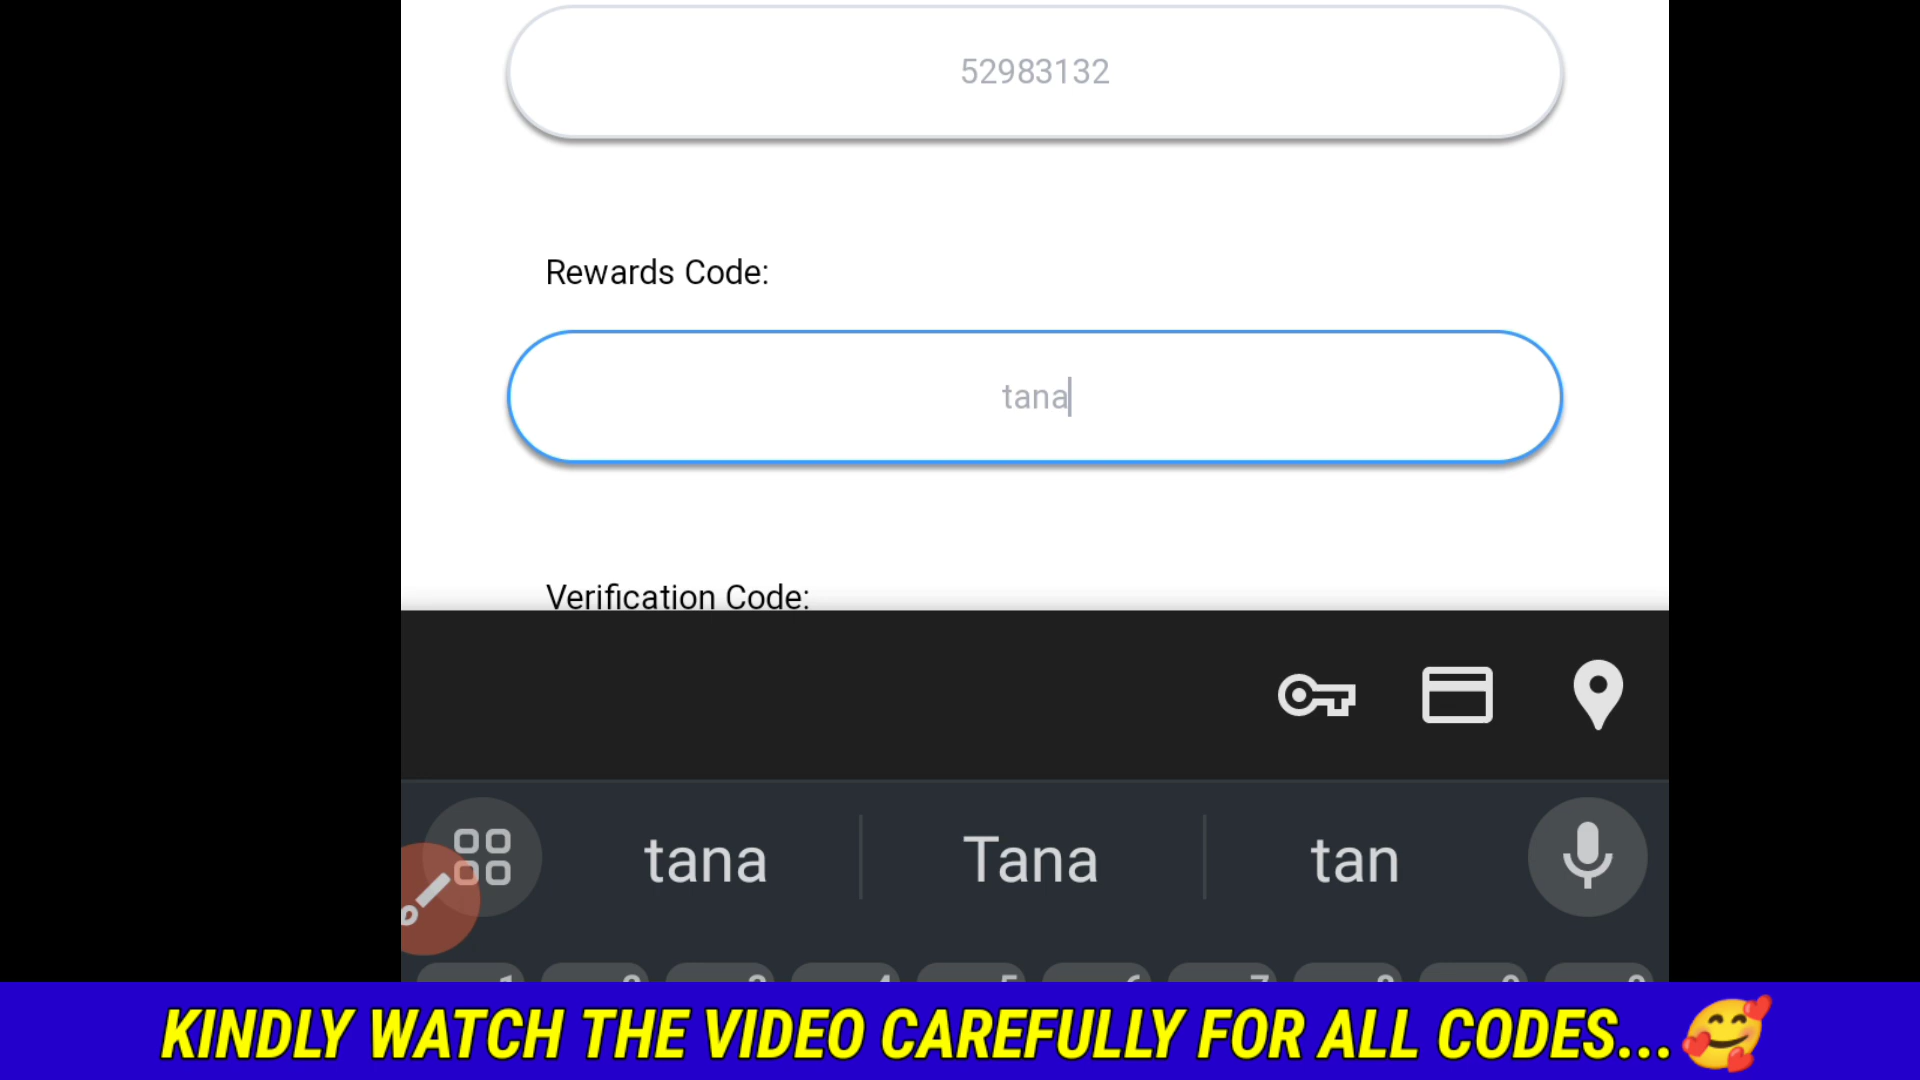 52983132
Rewards Code:
tana
Verification Code:
tana Tana tan
KINDLY WATCH THE VIDEO CAREFULLY FOR ALL CODES...